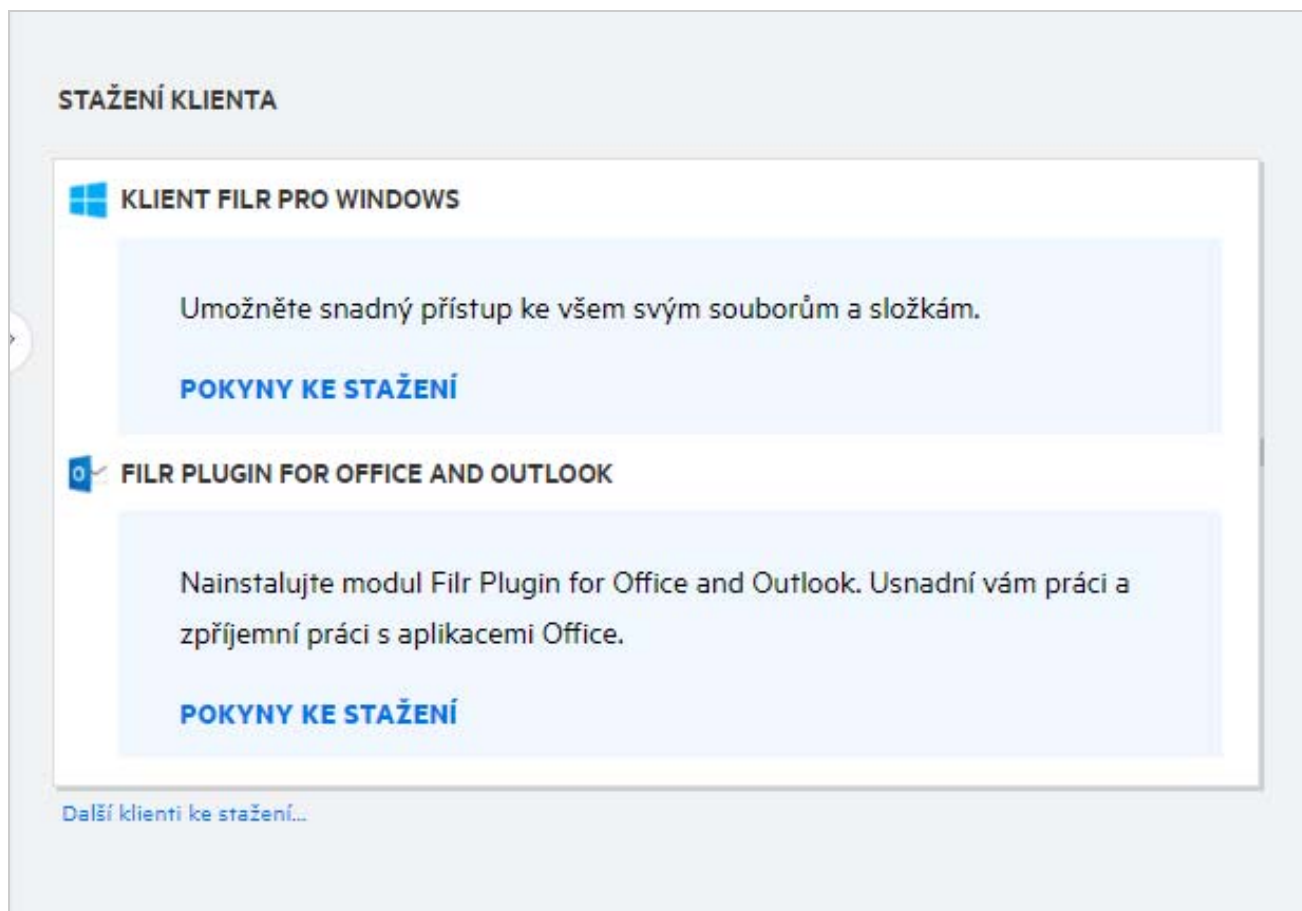 STAŽENÍ KLIENTA
KLIENT FILR PRO WINDOWS
Umožněte snadný přístup ke všem svým souborům a složkám.
POKYNY KE STAŽENÍ
FILR PLUGIN FOR OFFICE AND OUTLOOK
Nainstalujte modul Filr Plugin for Office and Outlook. Usnadní vám práci a
zpříjemní práci s aplikacemi Office.
POKYNY KE STAŽENÍ
Další klienti ke stažení...